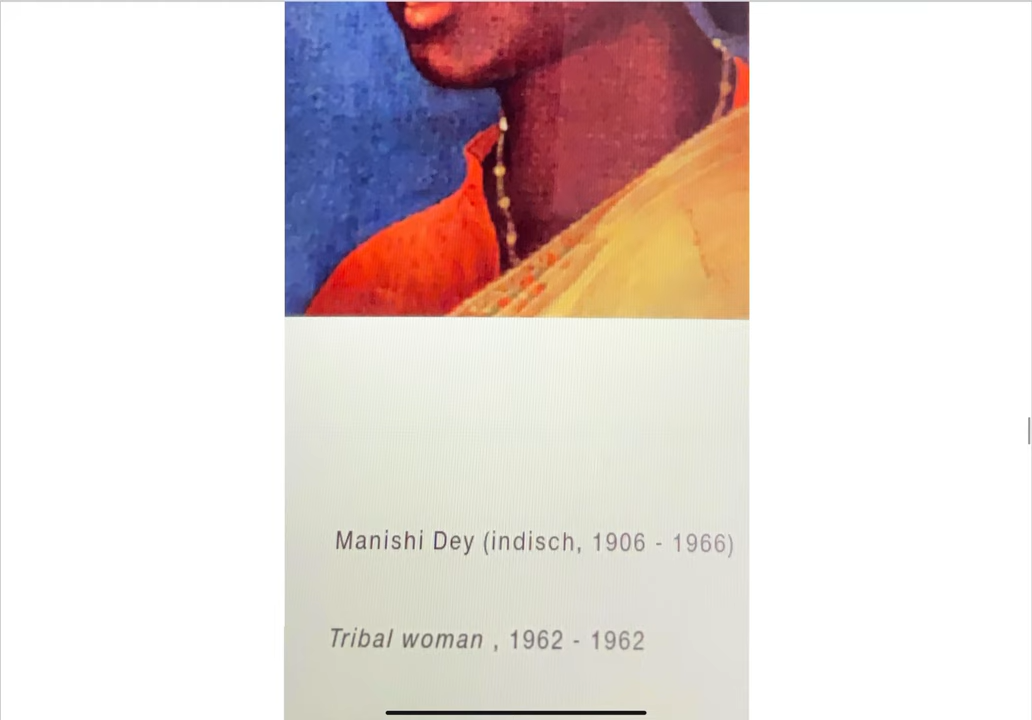 Manishi Dey (indisch, 1906 - 1966)
Tribal woman , 1962 - 1962